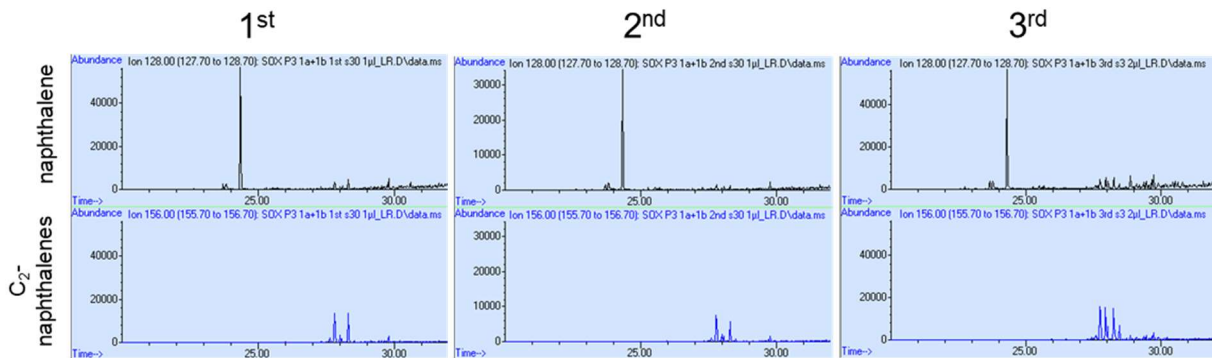 1st 2nd 3rd
naphthalene
Abundance Ion 128.00 (127.70 to 128.70): SOX P3 1a+1b 1st s30 1µl_LR.D\data.ms
40000
20000
0
Time--> 25.00 30.00
Abundance Ion 128.00 (127.70 to 128.70): SOX P3 1a+1b 2nd s30 1µl_LR.D\data.ms
30000
20000
10000
0
Time--> 25.00 30.00
Abundance Ion 128.00 (127.70 to 128.70): SOX P3 1a+1b 3rd s3 2µl_LR.D\data.ms
40000
20000
0
Time--> 25.00 30.00
C2-
naphthalenes
Abundance Ion 156.00 (155.70 to 156.70): SOX P3 1a+1b 1st s30 1µl_LR.D\data.ms
40000
20000
0
Time--> 25.00 30.00
Abundance Ion 156.00 (155.70 to 156.70): SOX P3 1a+1b 2nd s30 1µl_LR.D\data.ms
30000
20000
10000
0
Time--> 25.00 30.00
Abundance Ion 156.00 (155.70 to 156.70): SOX P3 1a+1b 3rd s3 2µl_LR.D\data.ms
40000
20000
0
Time--> 25.00 30.00